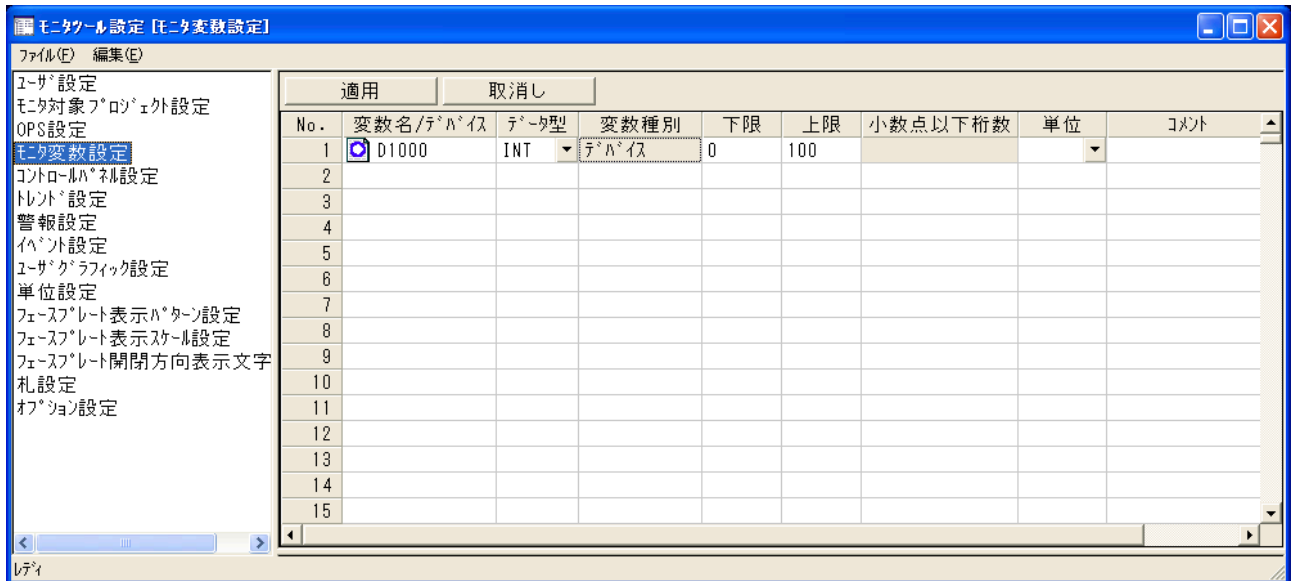 ﾓﾆﾀﾂｰﾙ設定 [ﾓﾆﾀ変数設定]
ﾌｧｲﾙ(F) 編集(E)
ﾕｰｻﾞ設定
ﾓﾆﾀ対象ﾌﾟﾛｼﾞｪｸﾄ設定
OPS設定
ﾓﾆﾀ変数設定
ｺﾝﾄﾛｰﾙﾊﾟﾈﾙ設定
ﾄﾚﾝﾄﾞ設定
警報設定
ｲﾍﾞﾝﾄ設定
ﾕｰｻﾞｸﾞﾗﾌｨｯｸ設定
単位設定
ﾌｪｰｽﾌﾟﾚｰﾄ表示ﾊﾟﾀｰﾝ設定
ﾌｪｰｽﾌﾟﾚｰﾄ表示ｽｹｰﾙ設定
ﾌｪｰｽﾌﾟﾚｰﾄ開閉方向表示文字
札設定
ｵﾌﾟｼｮﾝ設定
適用 取消し
No. 変数名/ﾃﾞﾊﾞｲｽ ﾃﾞｰﾀ型 変数種別 下限 上限 小数点以下桁数 単位 ｺﾒﾝﾄ
1 D1000 INT ﾃﾞﾊﾞｲｽ 0 100
2
3
4
5
6
7
8
9
10
11
12
13
14
15
ﾚﾃﾞｨ